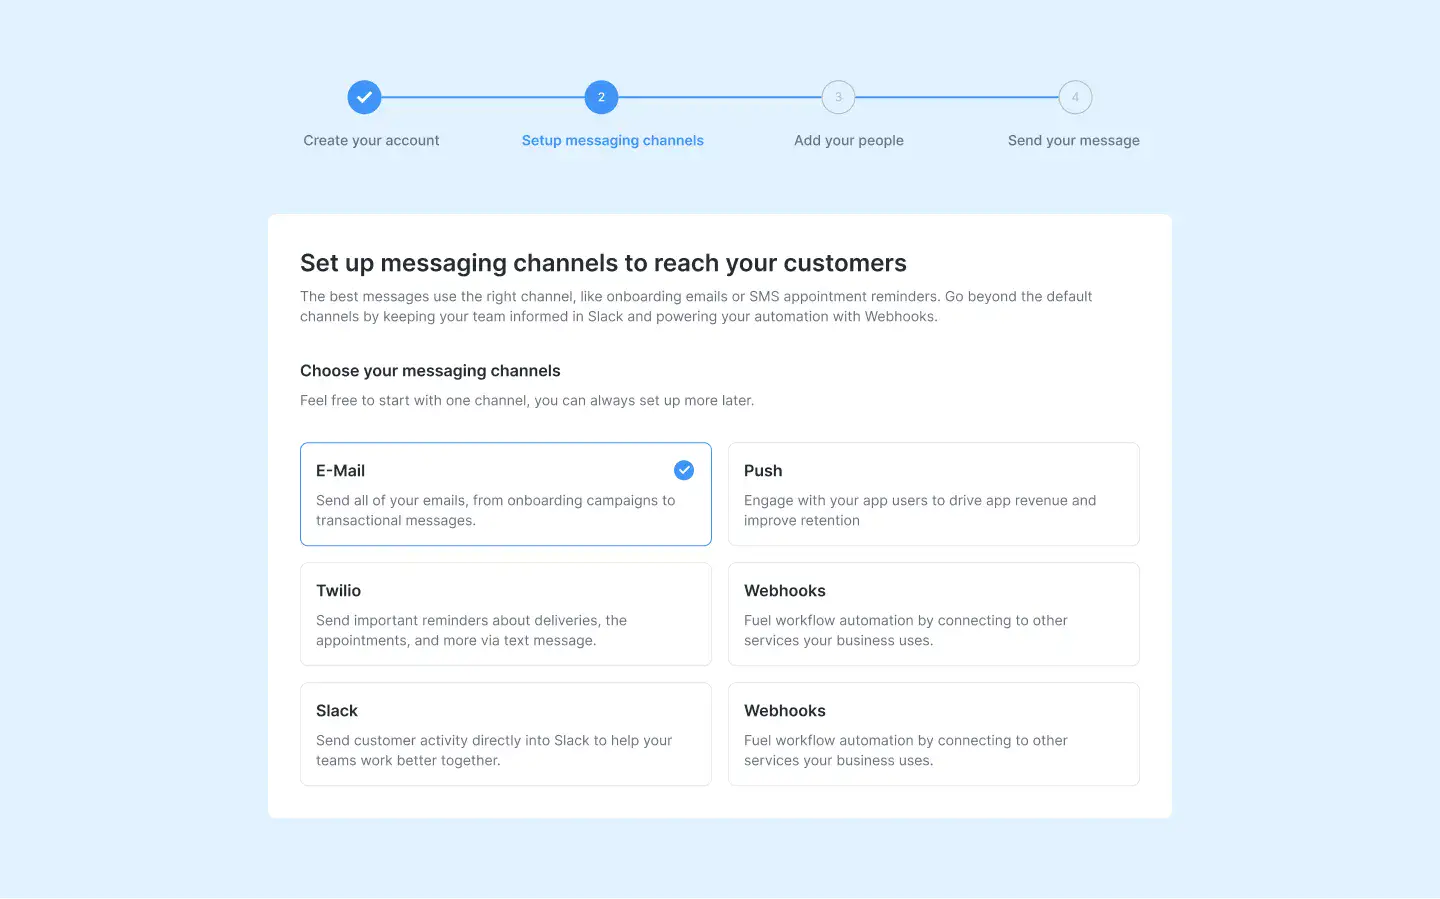 2
3
4
Create your account
Setup messaging channels
Add your people
Send your message
Set up messaging channels to reach your customers
The best messages use the right channel, like onboarding emails or SMS appointment reminders. Go beyond the default
channels by keeping your team informed in Slack and powering your automation with Webhooks.
Choose your messaging channels
Feel free to start with one channel, you can always set up more later.
E-Mail
Send all of your emails, from onboarding campaigns to
transactional messages.
Push
Engage with your app users to drive app revenue and
improve retention
Twilio
Send important reminders about deliveries, the
appointments, and more via text message.
Webhooks
Fuel workflow automation by connecting to other
services your business uses.
Slack
Send customer activity directly into Slack to help your
teams work better together.
Webhooks
Fuel workflow automation by connecting to other
services your business uses.